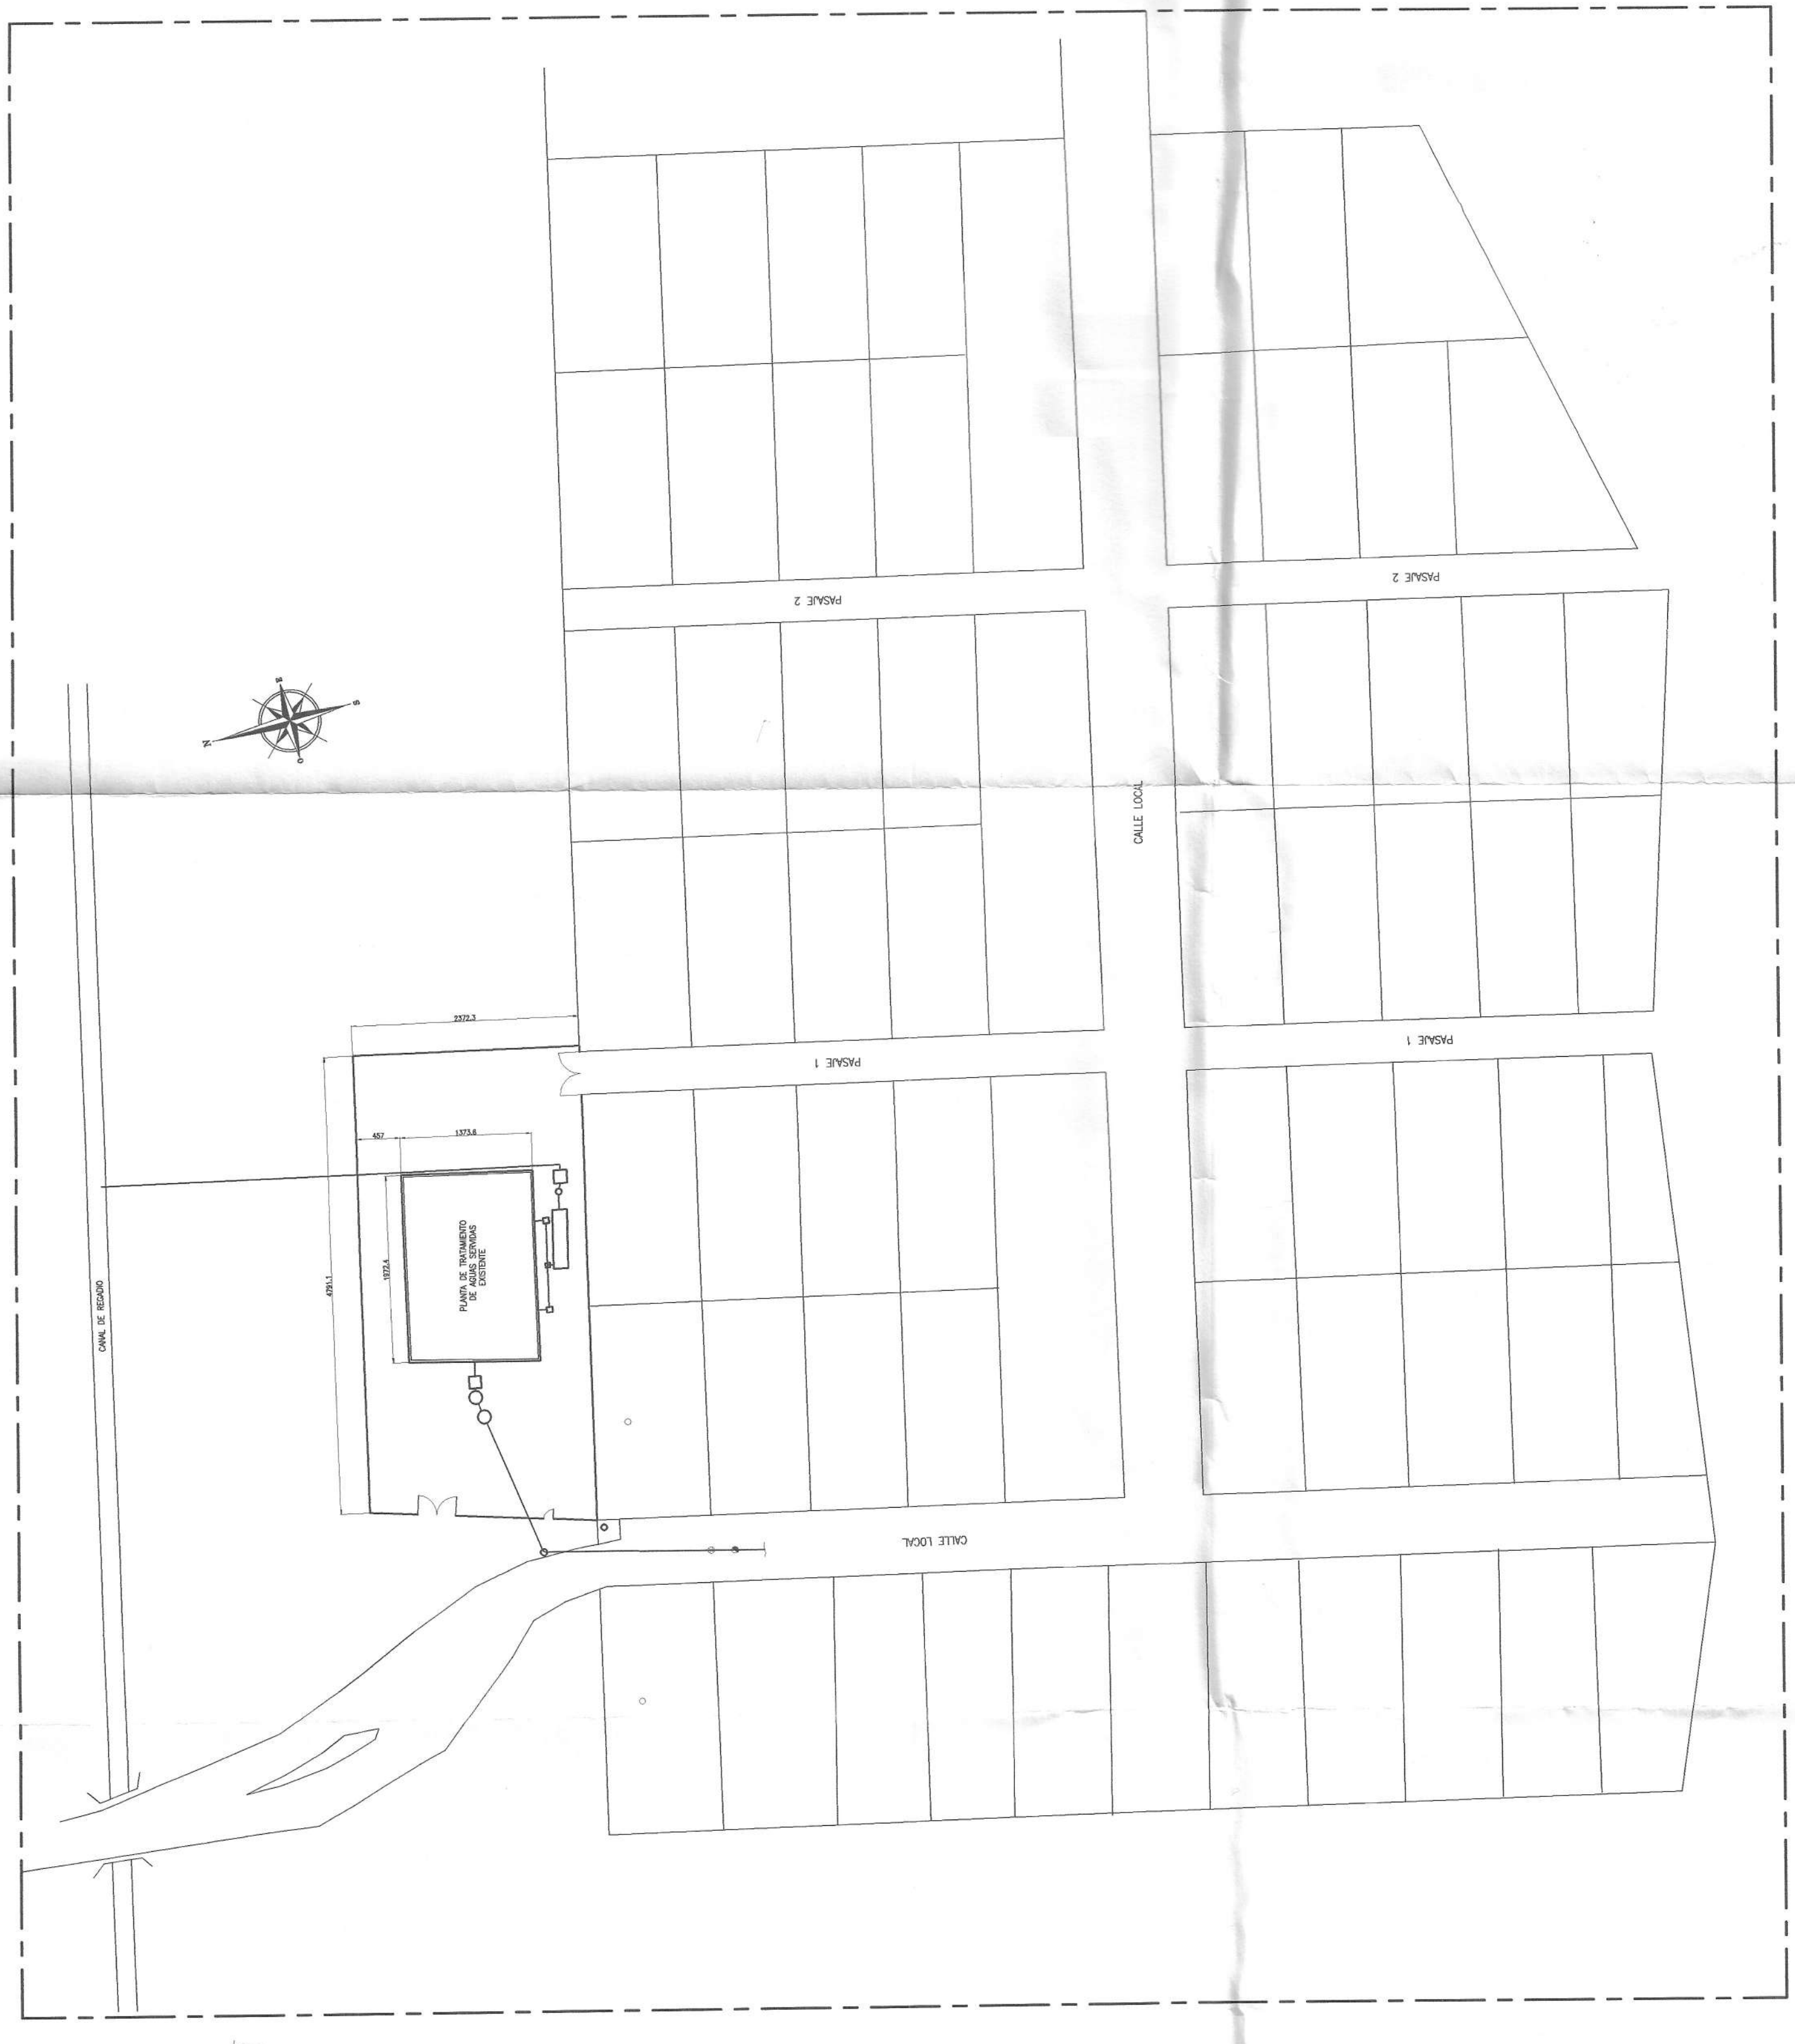 PASAJE 2
PASAJE 2
N
S
O
CALLE LOCAL
2372.3
PASAJE 1
PASAJE 1
457
1373.6
4791.1
1972.4
PLANTA DE TRATAMIENTO
DE AGUAS SERVIDAS
EXISTENTE
CANAL DE REGADIO
CALLE LOCAL